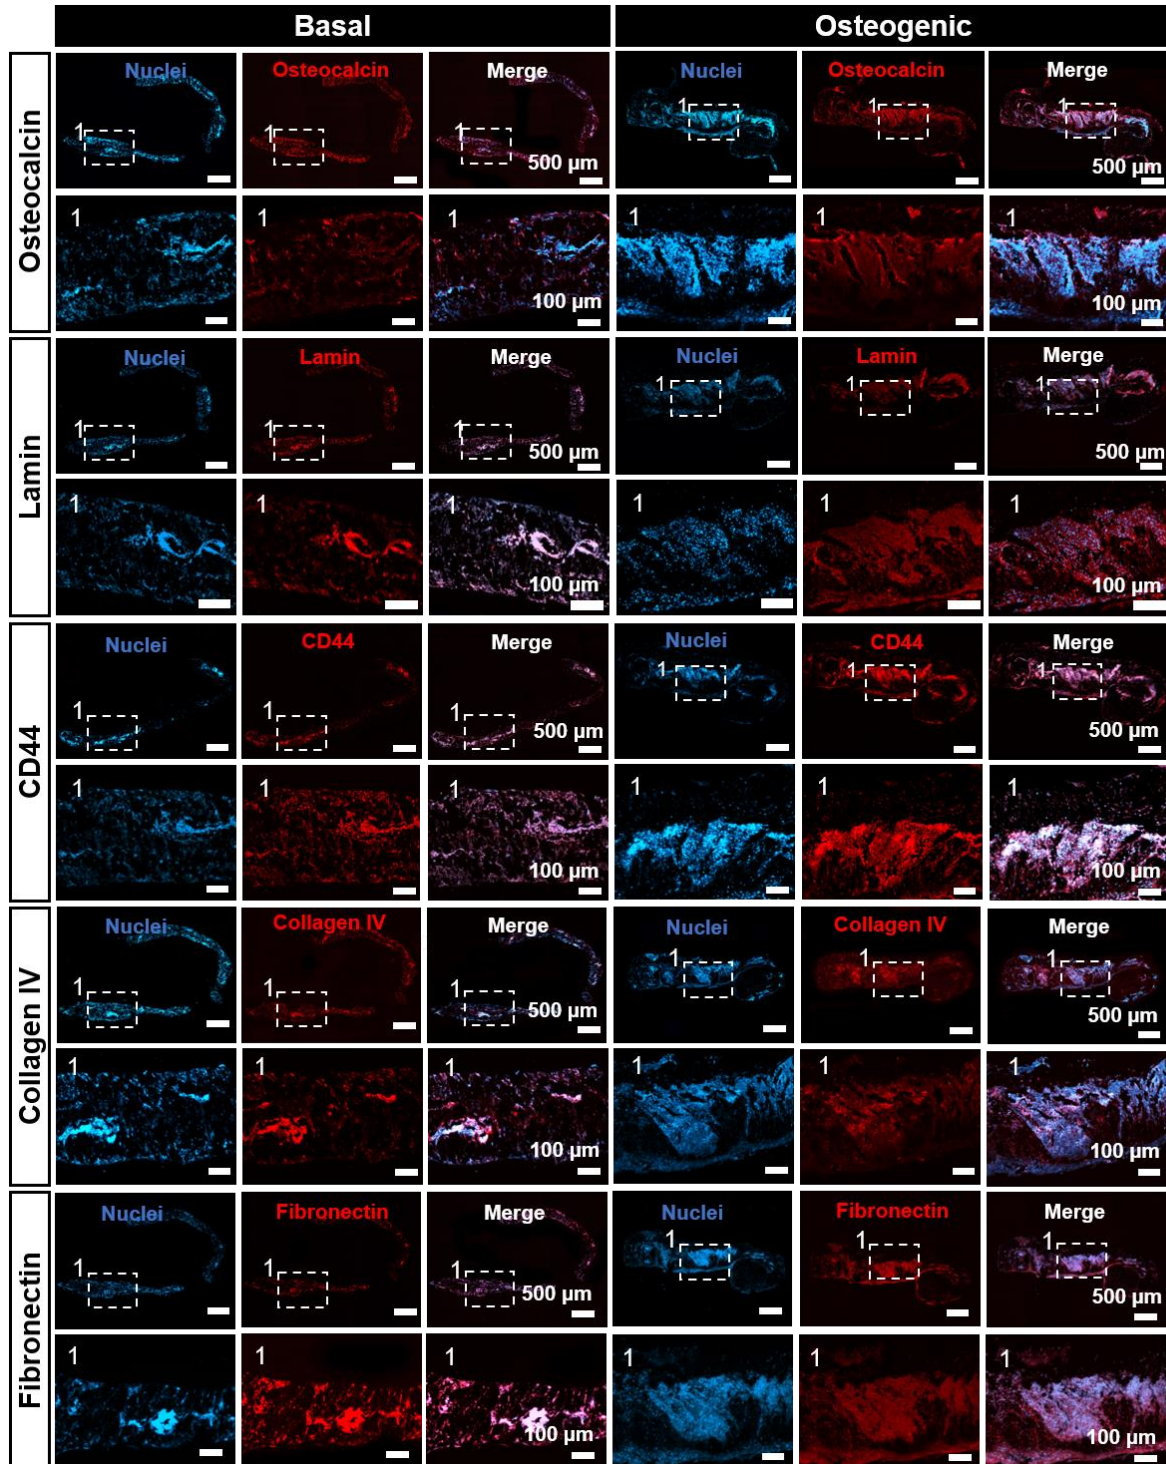 Basal Osteogenic
Osteocalcin
Nuclei Osteocalcin Merge Nuclei Osteocalcin Merge
1 1 1 500 µm 1 1 1 500 µm
1 1 1 100 µm 1 1 1 100 µm
Lamin
Nuclei Lamin Merge Nuclei Lamin Merge
1 1 1 500 µm 1 1 1 500 µm
1 1 1 100 µm 1 1 1 100 µm
CD44
Nuclei CD44 Merge Nuclei CD44 Merge
1 1 1 500 µm 1 1 1 500 µm
1 1 1 100 µm 1 1 1 100 µm
Collagen IV
Nuclei Collagen IV Merge Nuclei Collagen IV Merge
1 1 1 500 µm 1 1 1 500 µm
1 1 1 100 µm 1 1 1 100 µm
Fibronectin
Nuclei Fibronectin Merge Nuclei Fibronectin Merge
1 1 1 500 µm 1 1 1 500 µm
1 1 1 100 µm 1 1 1 100 µm